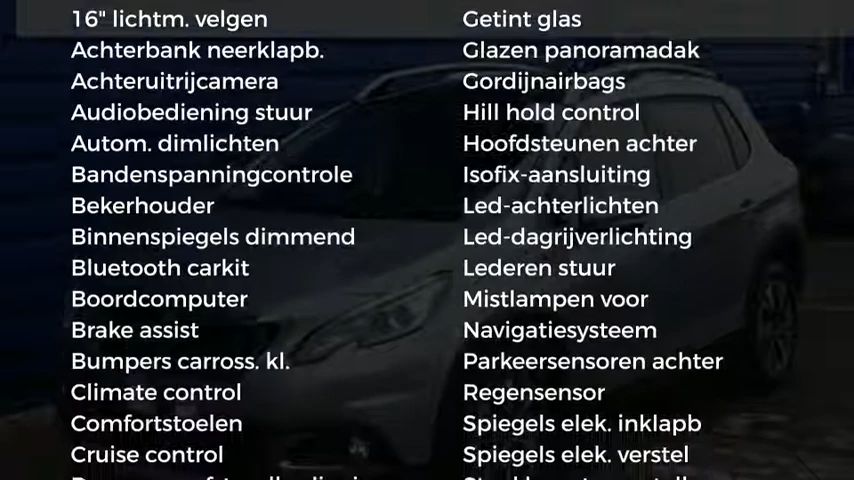 16" lichtm. velgen
Achterbank neerklapb.
Achteruitrijcamera
Audiobediening stuur
Autom. dimlichten
Bandenspanningcontrole
Bekerhouder
Binnenspiegels dimmend
Bluetooth carkit
Boordcomputer
Brake assist
Bumpers carross. kl.
Climate control
Comfortstoelen
Cruise control
Getint glas
Glazen panoramadak
Gordijnairbags
Hill hold control
Hoofdsteunen achter
Isofix-aansluiting
Led-achterlichten
Led-dagrijverlichting
Lederen stuur
Mistlampen voor
Navigatiesysteem
Parkeersensoren achter
Regensensor
Spiegels elek. inklapb
Spiegels elek. verstel